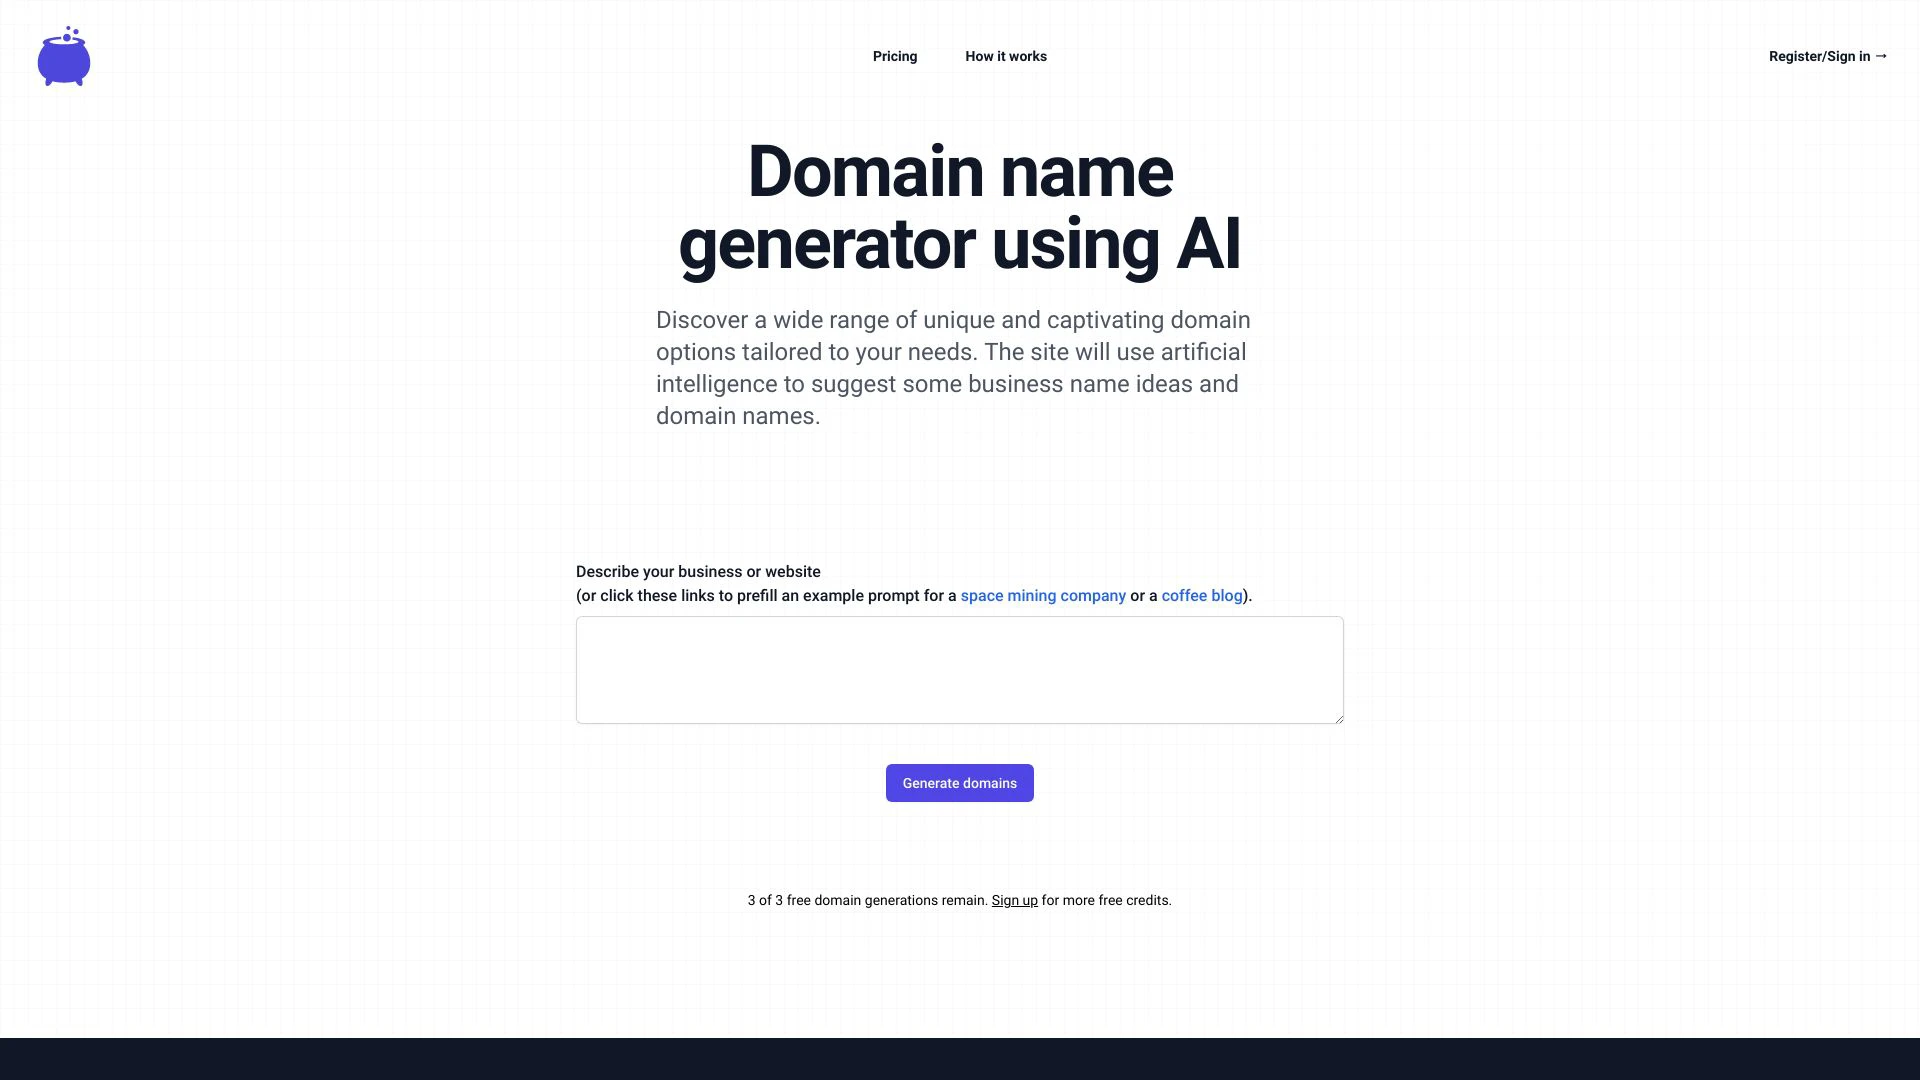 Pricing
How it works
Register/Sign in →
Domain name
generator using AI
Discover a wide range of unique and captivating domain
options tailored to your needs. The site will use artificial
intelligence to suggest some business name ideas and
domain names.
Describe your business or website
(or click these links to prefill an example prompt for a space mining company or a coffee blog).
Generate domains
3 of 3 free domain generations remain. Sign up for more free credits.